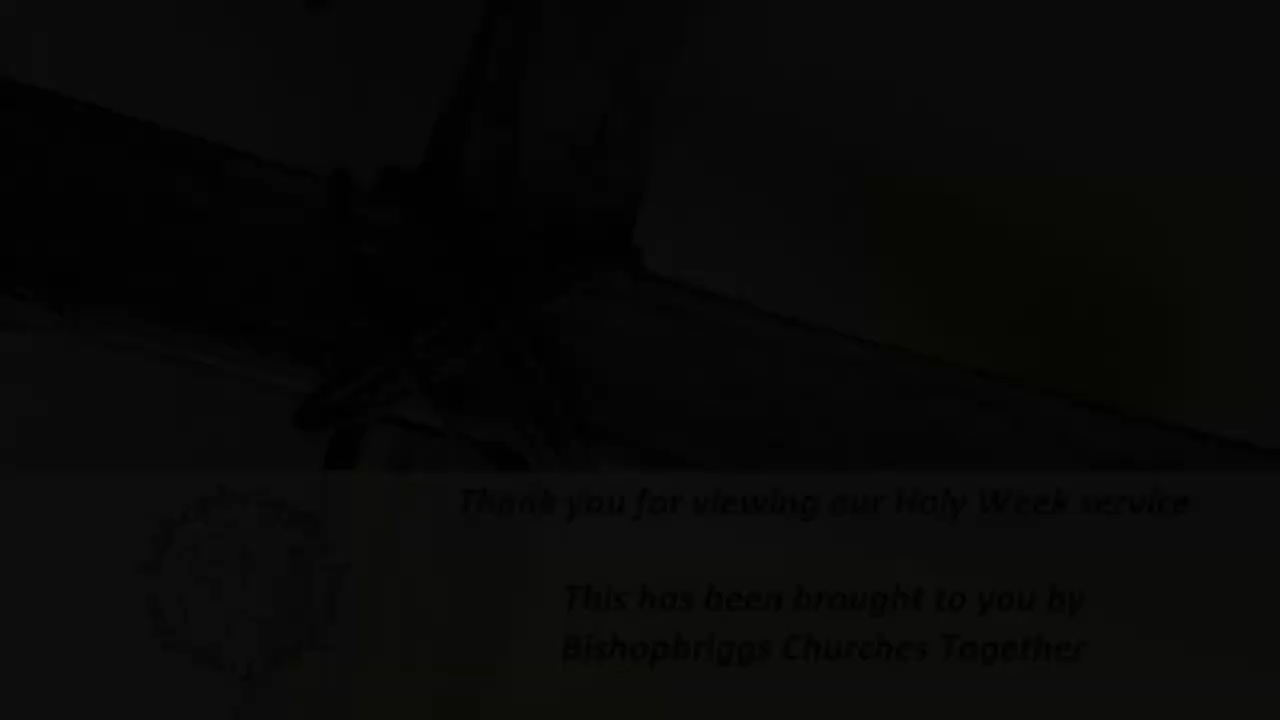 Thank you for viewing our Holy Week service
This has been brought to you by
Bishopbriggs Churches Together